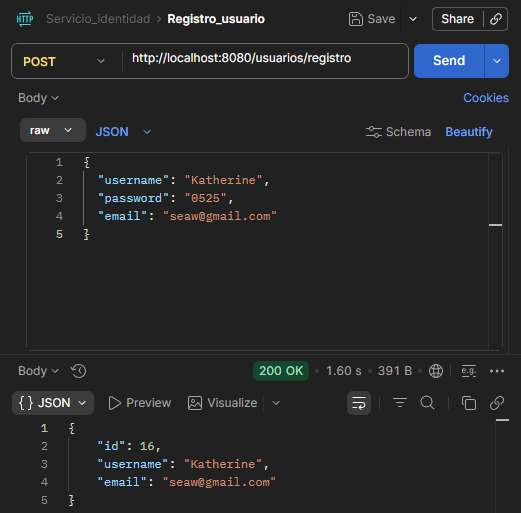 HTTP Servicio_identidad > Registro_usuario Save Share
POST http://localhost:8080/usuarios/registro Send
Body Cookies
raw JSON Schema Beautify
1 {
2 "username": "Katherine",
3 "password": "0525",
4 "email": "seaw@gmail.com"
5 }
Body 200 OK • 1.60 s • 391 B e.g.
{} JSON Preview Visualize
1 {
2 "id": 16,
3 "username": "Katherine",
4 "email": "seaw@gmail.com"
5 }